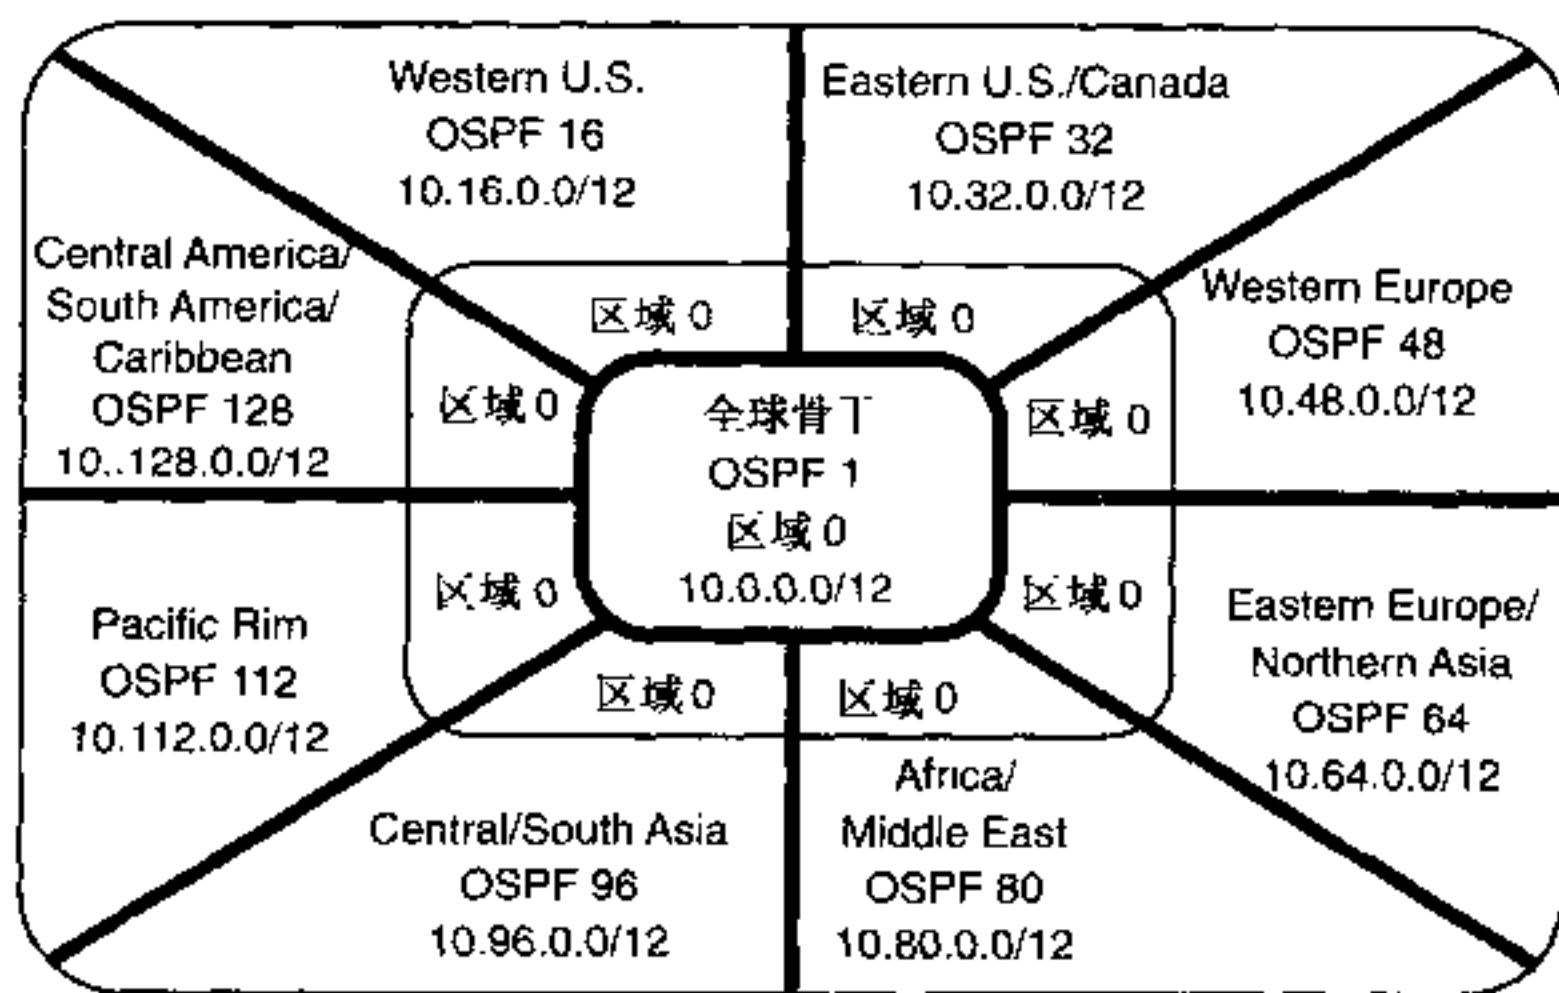 Western U.S.
OSPF 16
10.16.0.0/12
Eastern U.S./Canada
OSPF 32
10.32.0.0/12
Central America/
South America/
Caribbean
OSPF 128
10..128.0.0/12
Western Europe
OSPF 48
10.48.0.0/12
区域 0
区域 0
区域 0
区域 0
全球骨干
OSPF 1
区域 0
10.0.0.0/12
区域 0
区域 0
区域 0
区域 0
Pacific Rim
OSPF 112
10.112.0.0/12
Eastern Europe/
Northern Asia
OSPF 64
10.64.0.0/12
Central/South Asia
OSPF 96
10.96.0.0/12
Africa/
Middle East
OSPF 80
10.80.0.0/12